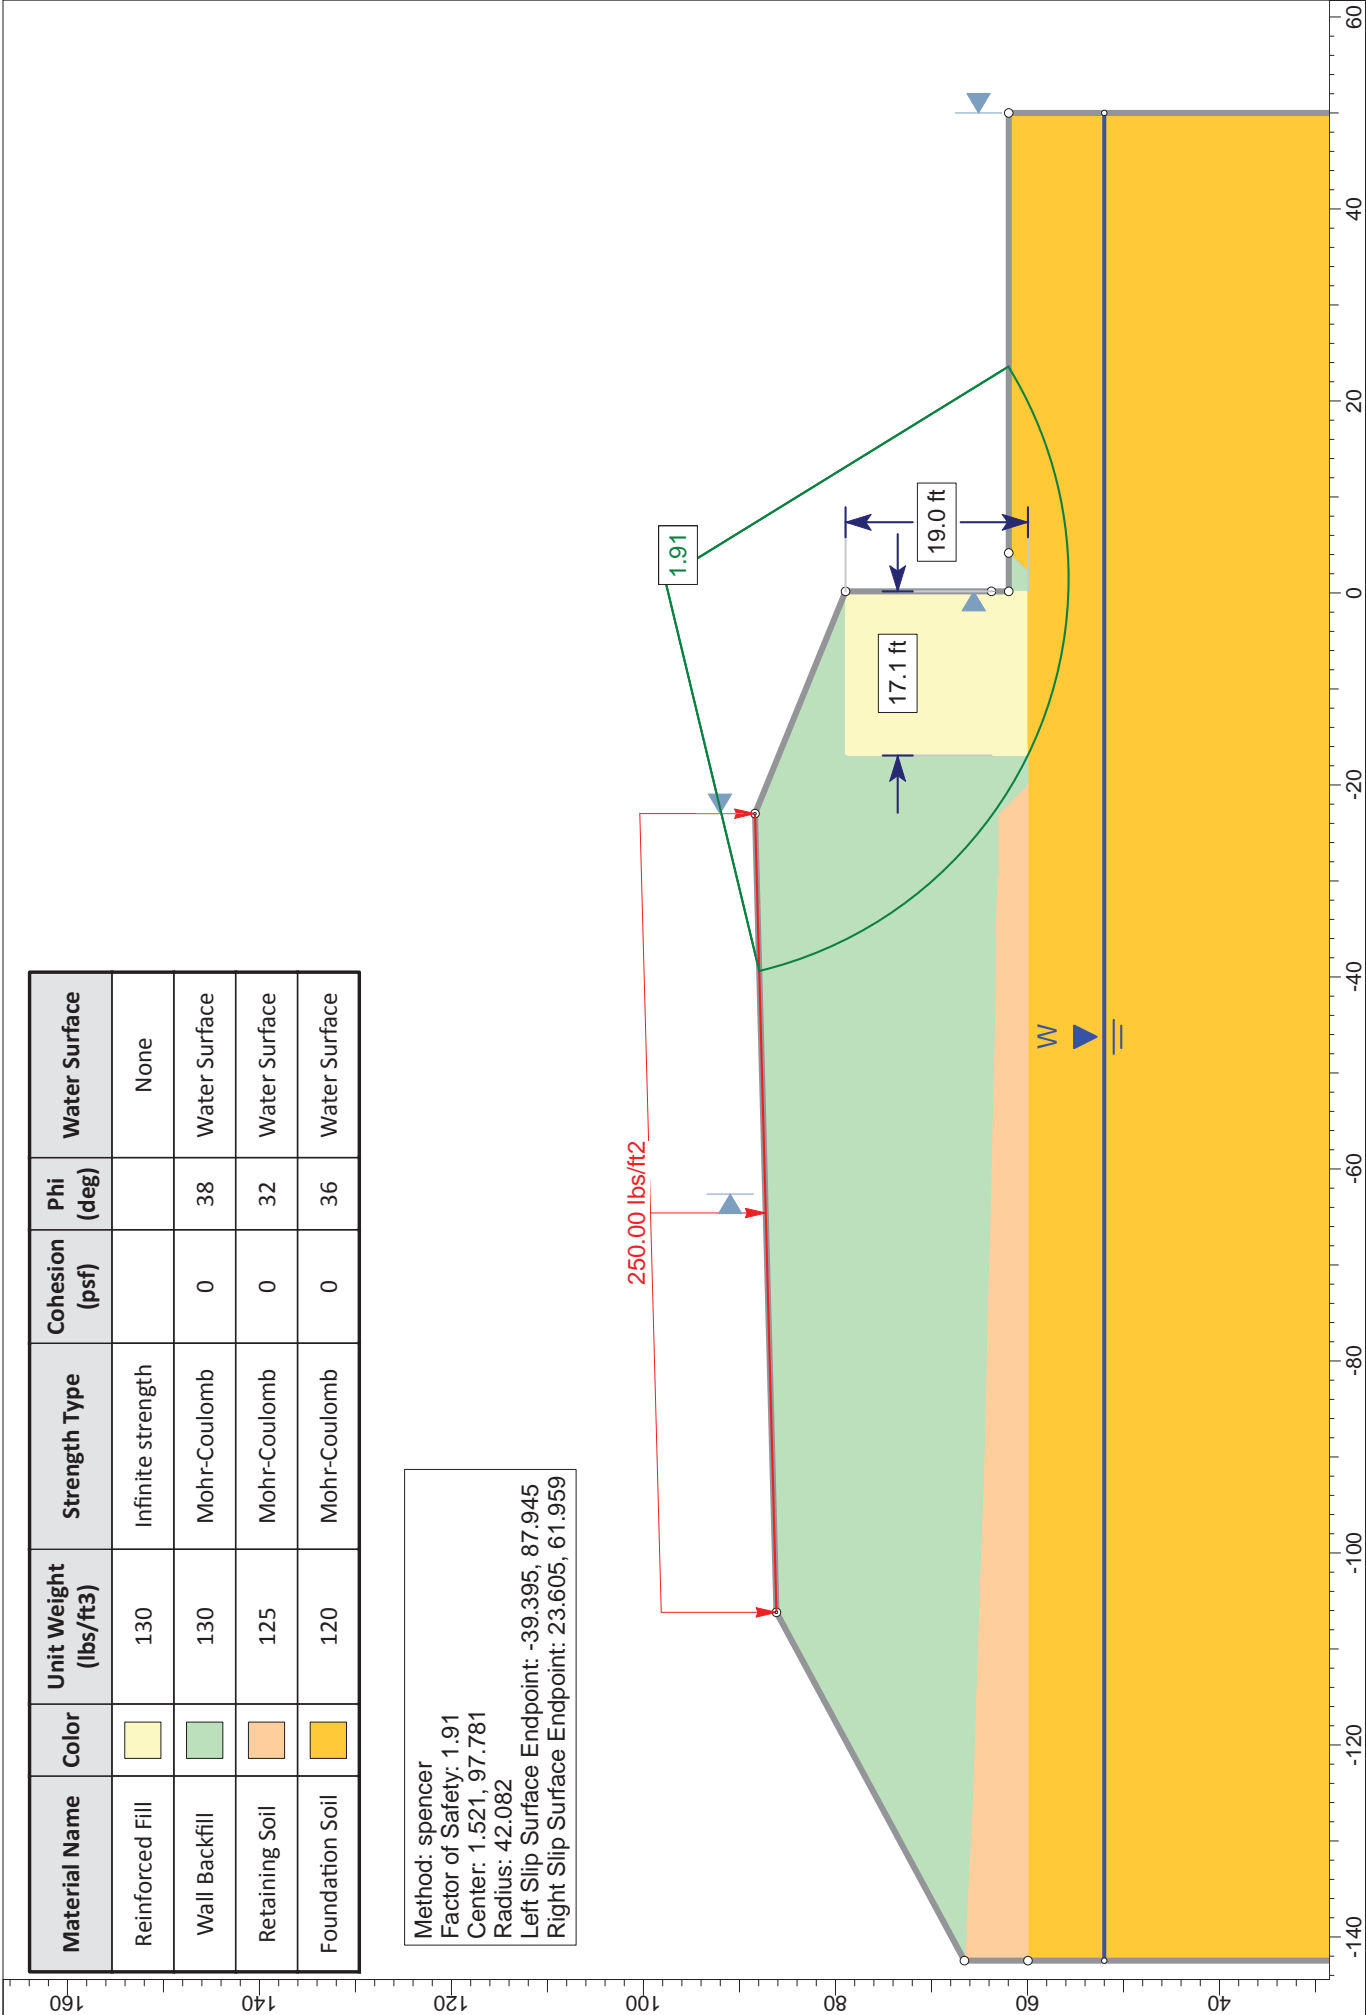 Material Name Color Unit Weight (lbs/ft3) Strength Type Cohesion (psf) Phi (deg) Water Surface
Reinforced Fill 130 Infinite strength None
Wall Backfill 130 Mohr-Coulomb 0 38 Water Surface
Retaining Soil 125 Mohr-Coulomb 0 32 Water Surface
Foundation Soil 120 Mohr-Coulomb 0 36 Water Surface
Method: spencer
Factor of Safety: 1.91
Center: 1.521, 97.781
Radius: 42.082
Left Slip Surface Endpoint: -39.395, 87.945
Right Slip Surface Endpoint: 23.605, 61.959
250.00 lbs/ft2
1.91
17.1 ft
19.0 ft
W
160
140
120
100
80
60
40
-140 -120 -100 -80 -60 -40 -20 0 20 40 60